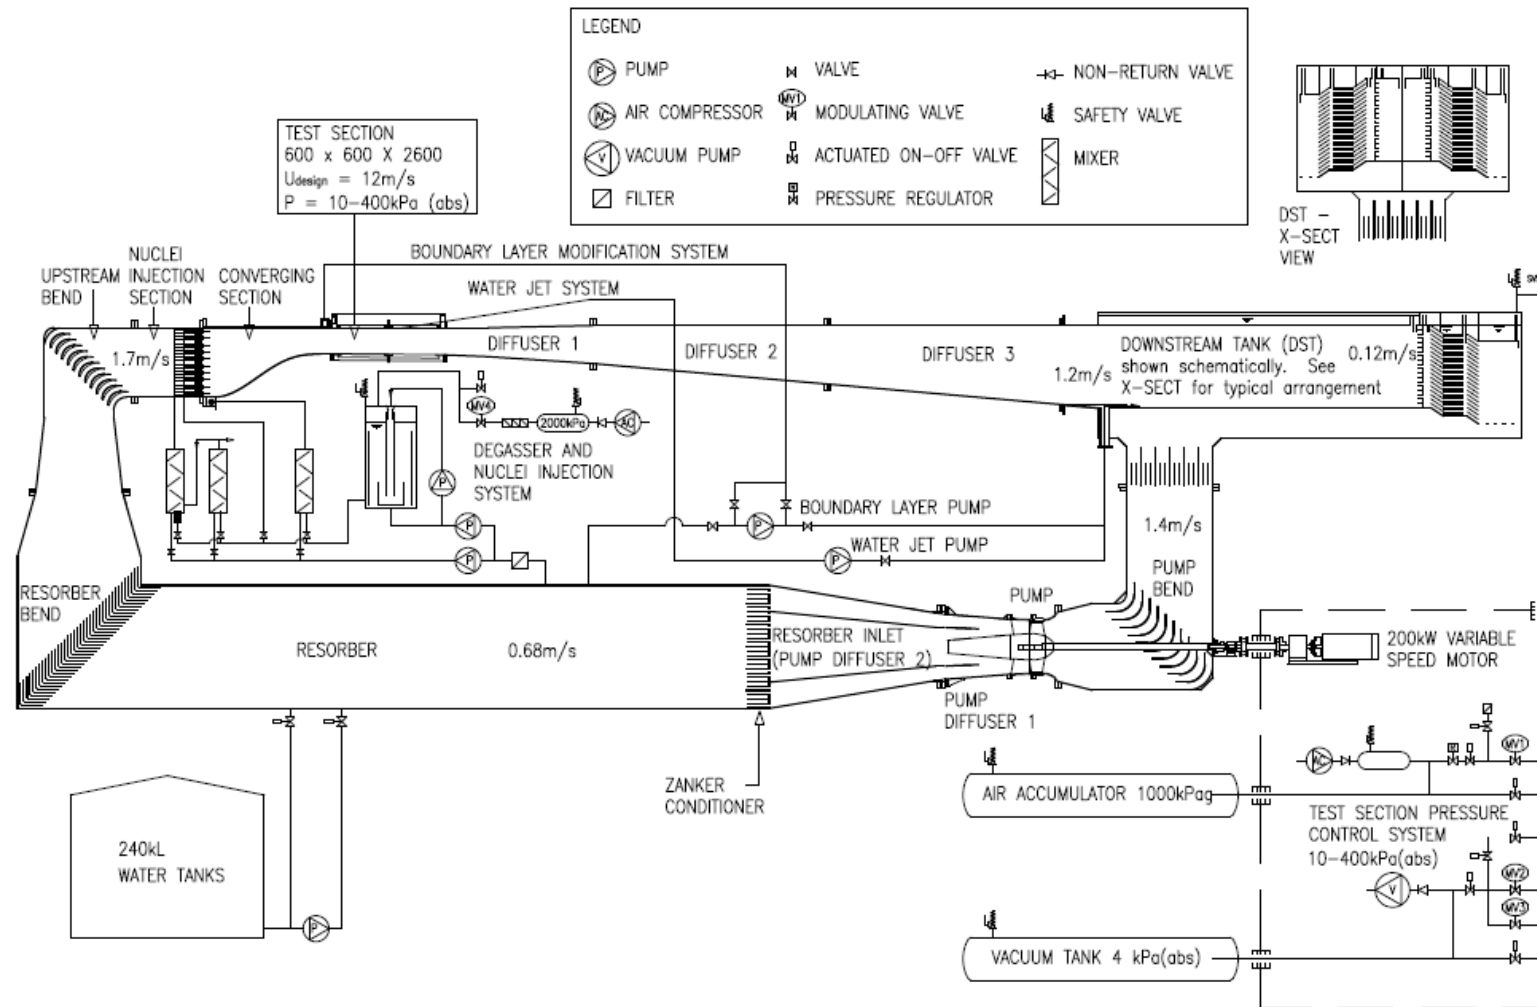 LEGEND
P PUMP
VALVE
NON-RETURN VALVE
AC AIR COMPRESSOR
MV1 MODULATING VALVE
SAFETY VALVE
V VACUUM PUMP
ACTUATED ON-OFF VALVE
MIXER
FILTER
PRESSURE REGULATOR
DST -
X-SECT
VIEW
TEST SECTION
600 x 600 X 2600
Udesign = 12m/s
P = 10-400kPa (abs)
BOUNDARY LAYER MODIFICATION SYSTEM
WATER JET SYSTEM
UPSTREAM
BEND
NUCLEI
INJECTION
SECTION
CONVERGING
SECTION
1.7m/s
DIFFUSER 1
DIFFUSER 2
DIFFUSER 3
1.2m/s
DOWNSTREAM TANK (DST)
shown schematically. See
X-SECT for typical arrangement
0.12m/s
MV4
2000kPa
AC
DEGASSER AND
NUCLEI INJECTION
SYSTEM
P
P
P
P
BOUNDARY LAYER PUMP
P
WATER JET PUMP
1.4m/s
PUMP
BEND
RESORBER
BEND
RESORBER
0.68m/s
RESORBER INLET
(PUMP DIFFUSER 2)
PUMP
PUMP
DIFFUSER 1
200kW VARIABLE
SPEED MOTOR
ZANKER
CONDITIONER
240kL
WATER TANKS
P
AIR ACCUMULATOR 1000kPag
AC
MV1
TEST SECTION PRESSURE
CONTROL SYSTEM
10-400kPa(abs)
V
MV2
MV3
VACUUM TANK 4 kPa(abs)